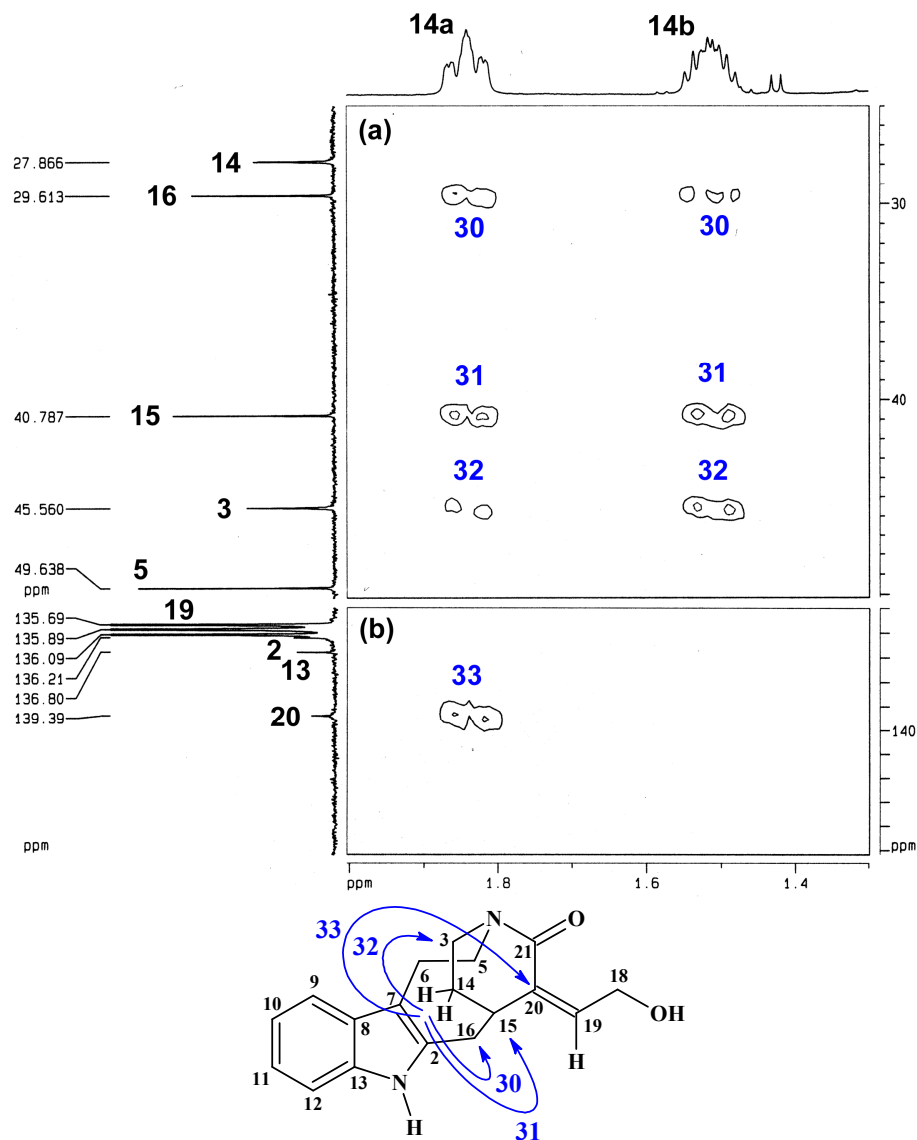 14a 14b
(a)
27.866 14
29.613 16
30
30 30
31 31
40.787 15 40
32 32
45.560 3
49.638 5
ppm
135.69 19
135.89
136.09 2
136.21 13
136.80
139.39 20
(b)
33
140
ppm ppm
ppm 1.8 1.6 1.4
33 N O
32 3 21
5 18
6 14
9 H OH
10 7 H 20 19
8 16 15
11 2 H
12 13 N 30
H
31